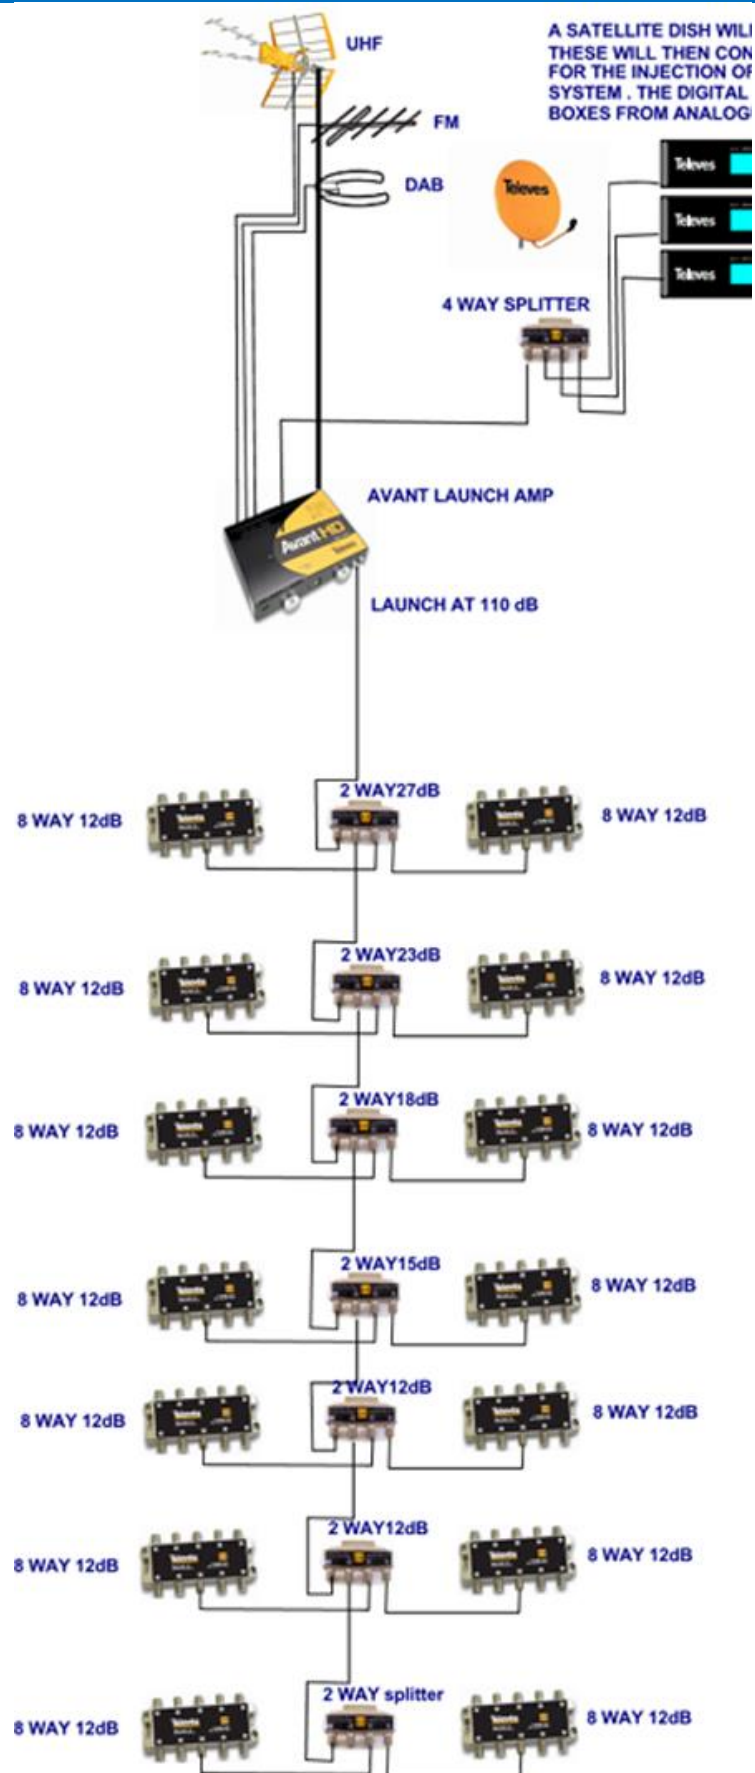 UHF
A SATELLITE DISH WILL
THESE WILL THEN CON
FOR THE INJECTION OF
SYSTEM . THE DIGITAL
BOXES FROM ANALOG
FM
DAB
Televes
Televes
Televes
Televes
4 WAY SPLITTER
AVANT LAUNCH AMP
Avant HD
Televes
LAUNCH AT 110 dB
2 WAY27dB
8 WAY 12dB
8 WAY 12dB
2 WAY23dB
8 WAY 12dB
8 WAY 12dB
2 WAY18dB
8 WAY 12dB
8 WAY 12dB
2 WAY15dB
8 WAY 12dB
8 WAY 12dB
2 WAY12dB
8 WAY 12dB
8 WAY 12dB
2 WAY12dB
8 WAY 12dB
8 WAY 12dB
2 WAY splitter
8 WAY 12dB
8 WAY 12dB